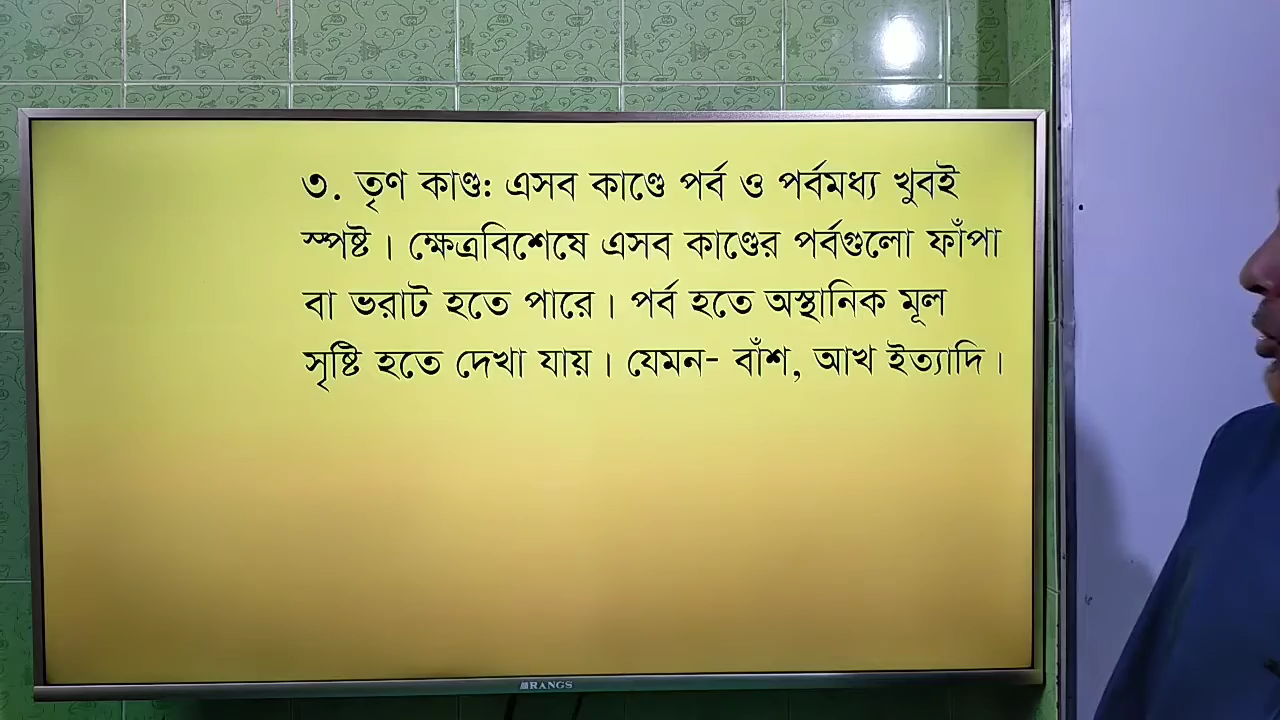 ৩. তৃণ কাণ্ড: এসব কাণ্ডে পর্ব ও পর্বমধ্য খুবই
স্পষ্ট। ক্ষেত্রবিশেষে এসব কাণ্ডের পর্বগুলো ফাঁপা
বা ভরাট হতে পারে। পর্ব হতে অস্থানিক মূল
সৃষ্টি হতে দেখা যায়। যেমন- বাঁশ, আখ ইত্যাদি।
RANGS